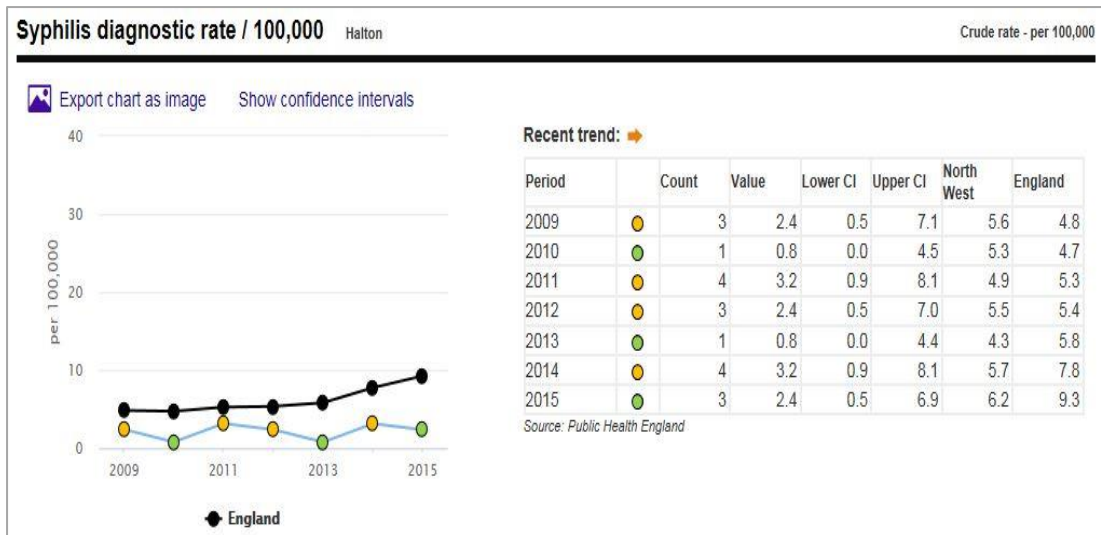 Syphilis diagnostic rate / 100,000 Halton Crude rate - per 100,000
Export chart as image Show confidence intervals
40
30
20
10
0
per 100,000
2009 2011 2013 2015
England
Recent trend:
Period Count Value Lower CI Upper CI North West England
2009 3 2.4 0.5 7.1 5.6 4.8
2010 1 0.8 0.0 4.5 5.3 4.7
2011 4 3.2 0.9 8.1 4.9 5.3
2012 3 2.4 0.5 7.0 5.5 5.4
2013 1 0.8 0.0 4.4 4.3 5.8
2014 4 3.2 0.9 8.1 5.7 7.8
2015 3 2.4 0.5 6.9 6.2 9.3
Source: Public Health England